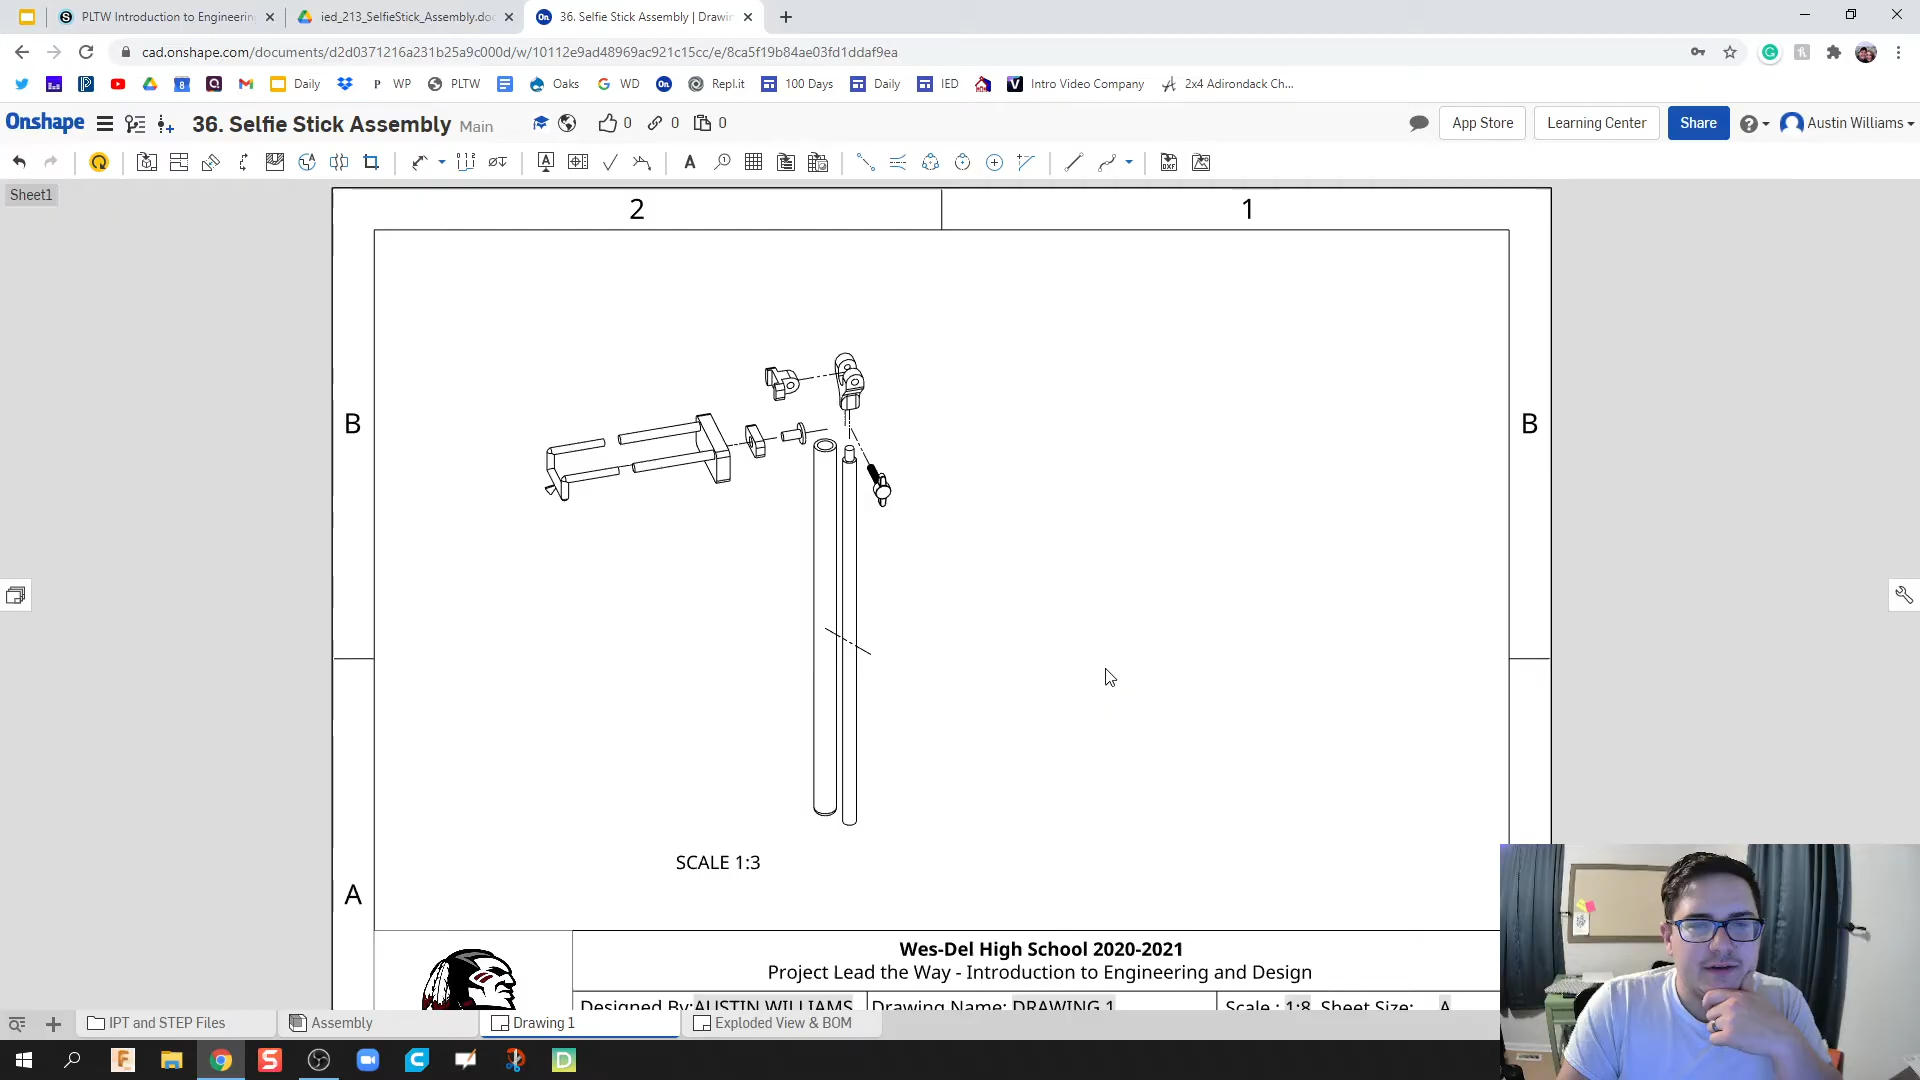 PLTW Introduction to Engineerin
ied_213_SelfieStick_Assembly.doc
On
36. Selfie Stick Assembly | Drawin
cad.onshape.com/documents/d2d0371216a231b25a9c000d/w/10112e9ad48969ac921c15cc/e/8ca5f19b84ae03fd1ddaf9ea
Daily
P WP
PLTW
Oaks
G WD
On
Repl.it
100 Days
Daily
IED
Intro Video Company
2x4 Adirondack Ch...
Onshape
36. Selfie Stick Assembly Main
0
0
0
App Store
Learning Center
Share
Austin Williams
Sheet1
2
1
B
B
A
SCALE 1:3
Wes-Del High School 2020-2021
Project Lead the Way - Introduction to Engineering and Design
Designed By: AUSTIN WILLIAMS
Drawing Name: DRAWING 1
Scale : 1:8
Sheet Size: A
IPT and STEP Files
Assembly
Drawing 1
Exploded View & BOM